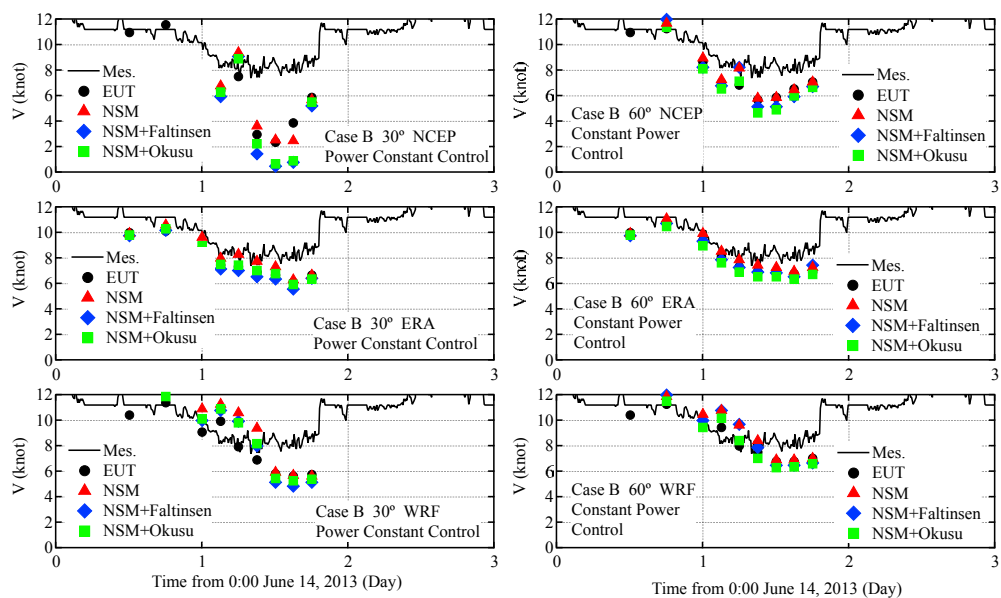 12
10
8
6
4
2
0
V (knot)
Mes.
EUT
NSM
NSM+Faltinsen
NSM+Okusu
Case B 30º NCEP
Power Constant Control
0 1 2 3
12
10
8
6
4
2
0
V (knot)
Case B 60º NCEP
Constant Power
Control
Mes.
EUT
NSM
NSM+Faltinsen
NSM+Okusu
0 1 2 3
12
10
8
6
4
2
0
V (knot)
Mes.
EUT
NSM
NSM+Faltinsen
NSM+Okusu
Case B 30º ERA
Power Constant Control
0 1 2 3
12
10
8
6
4
2
0
V (knot)
Case B 60º ERA
Constant Power
Control
Mes.
EUT
NSM
NSM+Faltinsen
NSM+Okusu
0 1 2 3
12
10
8
6
4
2
0
V (knot)
Mes.
EUT
NSM
NSM+Faltinsen
NSM+Okusu
Case B 30º WRF
Power Constant Control
0 1 2 3
Time from 0:00 June 14, 2013 (Day)
12
10
8
6
4
2
0
V (knot)
Case B 60º WRF
Constant Power
Control
Mes.
EUT
NSM
NSM+Faltinsen
NSM+Okusu
0 1 2 3
Time from 0:00 June 14, 2013 (Day)